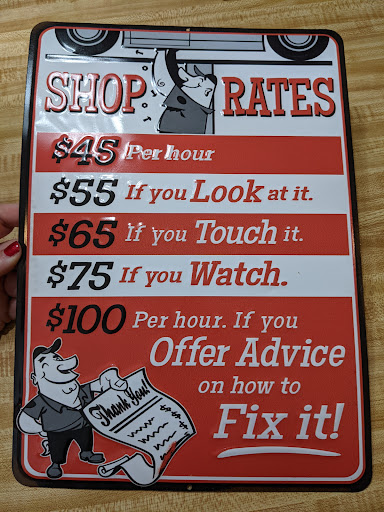 SHOP RATES
$45 Per hour
$55 If you Look at it.
$65 If you Touch it.
$75 If you Watch.
$100 Per hour. If you
Offer Advice
on how to
Fix it!
Thank You!
$$$